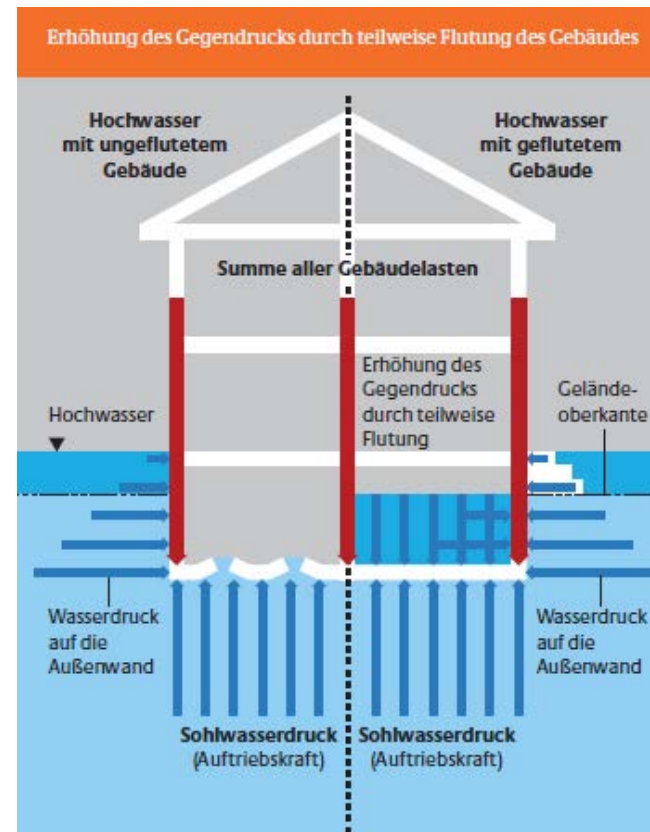 Erhöhung des Gegendrucks durch teilweise Flutung des Gebäudes
Hochwasser
mit ungeflutetem
Gebäude
Hochwasser
mit geflutetem
Gebäude
Summe aller Gebäudelasten
Erhöhung des
Gegendrucks
durch teilweise
Flutung
Hochwasser
Gelände-
oberkante
Wasserdruck
auf die
Außenwand
Wasserdruck
auf die
Außenwand
Sohlwasserdruck
(Auftriebskraft)
Sohlwasserdruck
(Auftriebskraft)